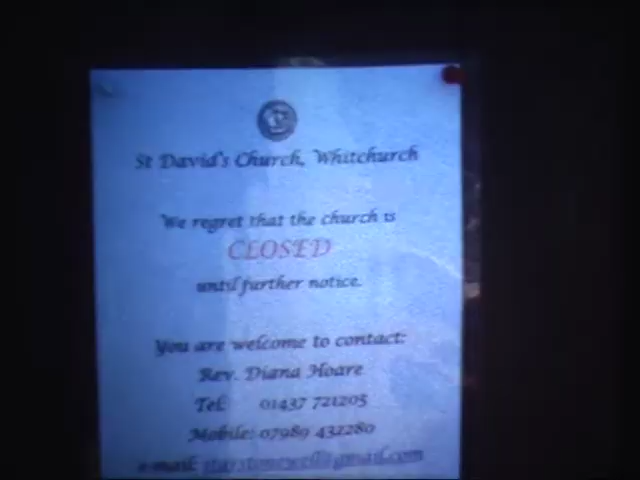 St David's Church, Whitchurch
We regret that the church is
CLOSED
until further notice.
You are welcome to contact:
Rev. Diana Hoare
Tel: 01437 721205
Mobile: 07989 432280
e-mail: